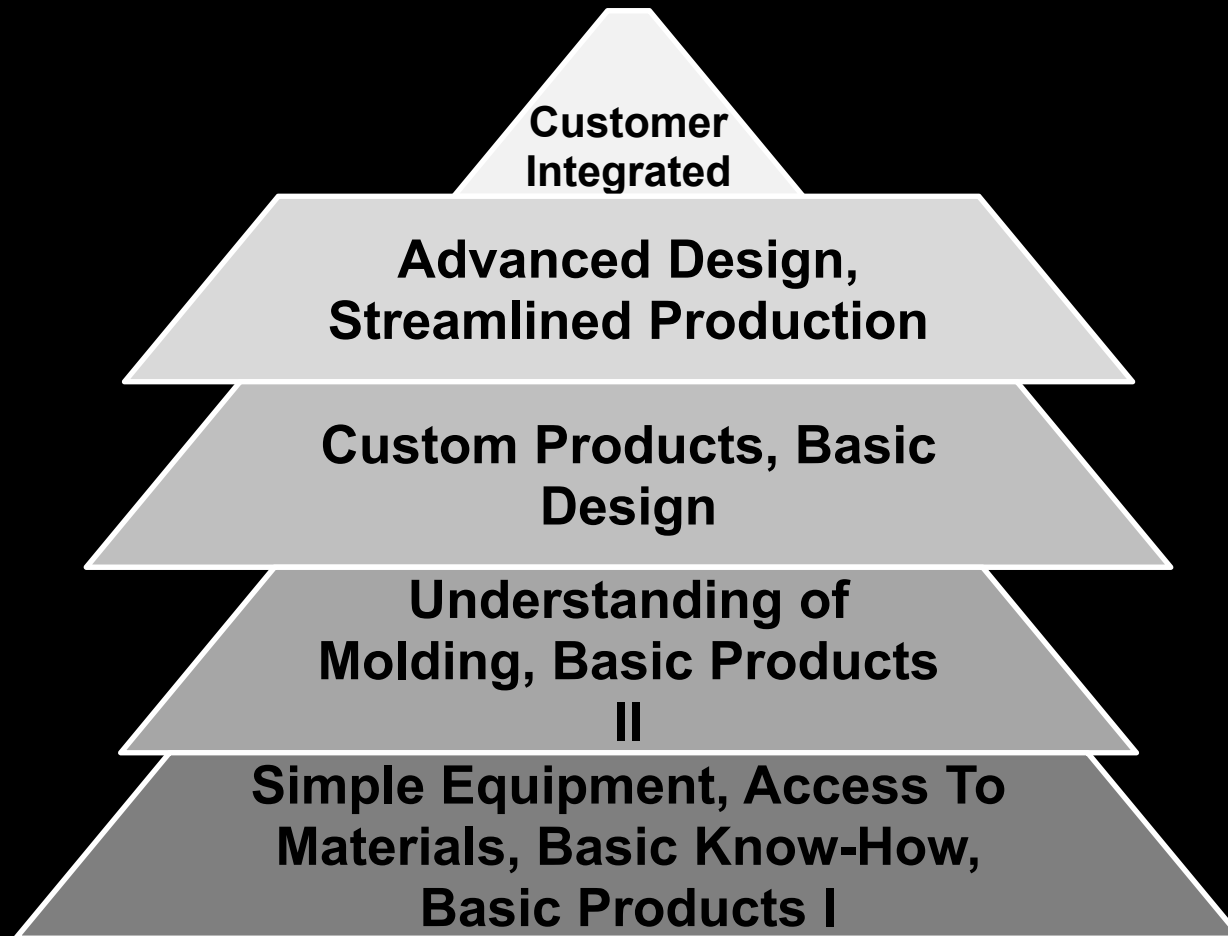 Customer
Integrated
Advanced Design,
Streamlined Production
Custom Products, Basic
Design
Understanding of
Molding, Basic Products
II
Simple Equipment, Access To
Materials, Basic Know-How,
Basic Products I